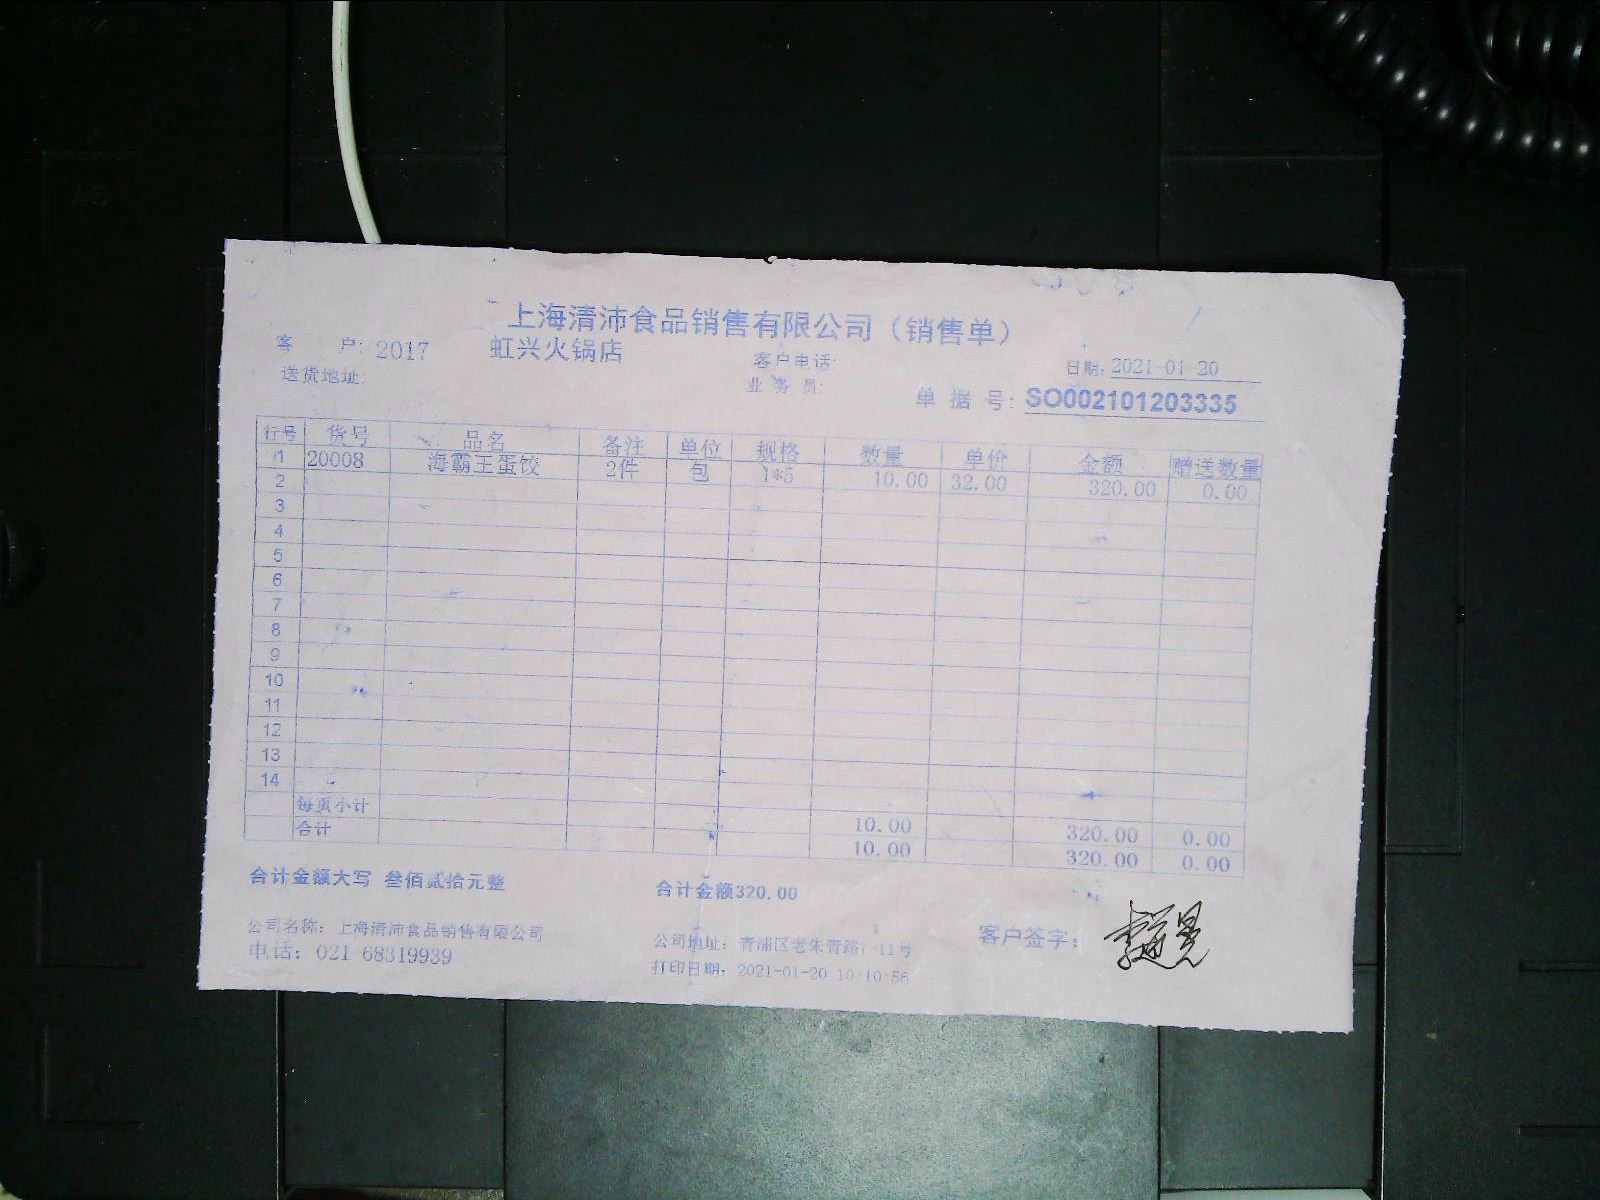 上海清沛食品销售有限公司（销售单）
客 户: 2017 虹兴火锅店 客户电话: 日期: 2021-01-20
送货地址: 业 务 员: 单 据 号: SO002101203335
行号 货号 品名 备注 单位 规格 数量 单价 金额 赠送数量
1 20008 海霸王蛋饺 2件 包 1*5 10.00 32.00 320.00 0.00
2
3
4
5
6
7
8
9
10
11
12
13
14
每页小计 10.00 320.00 0.00
合计 10.00 320.00 0.00
合计金额大写 叁佰贰拾元整 合计金额320.00
公司名称: 上海清沛食品销售有限公司 公司地址: 青浦区老朱青路 -11号 客户签字:
电话: 021-68319939 打印日期: 2021-01-20 10:10:56